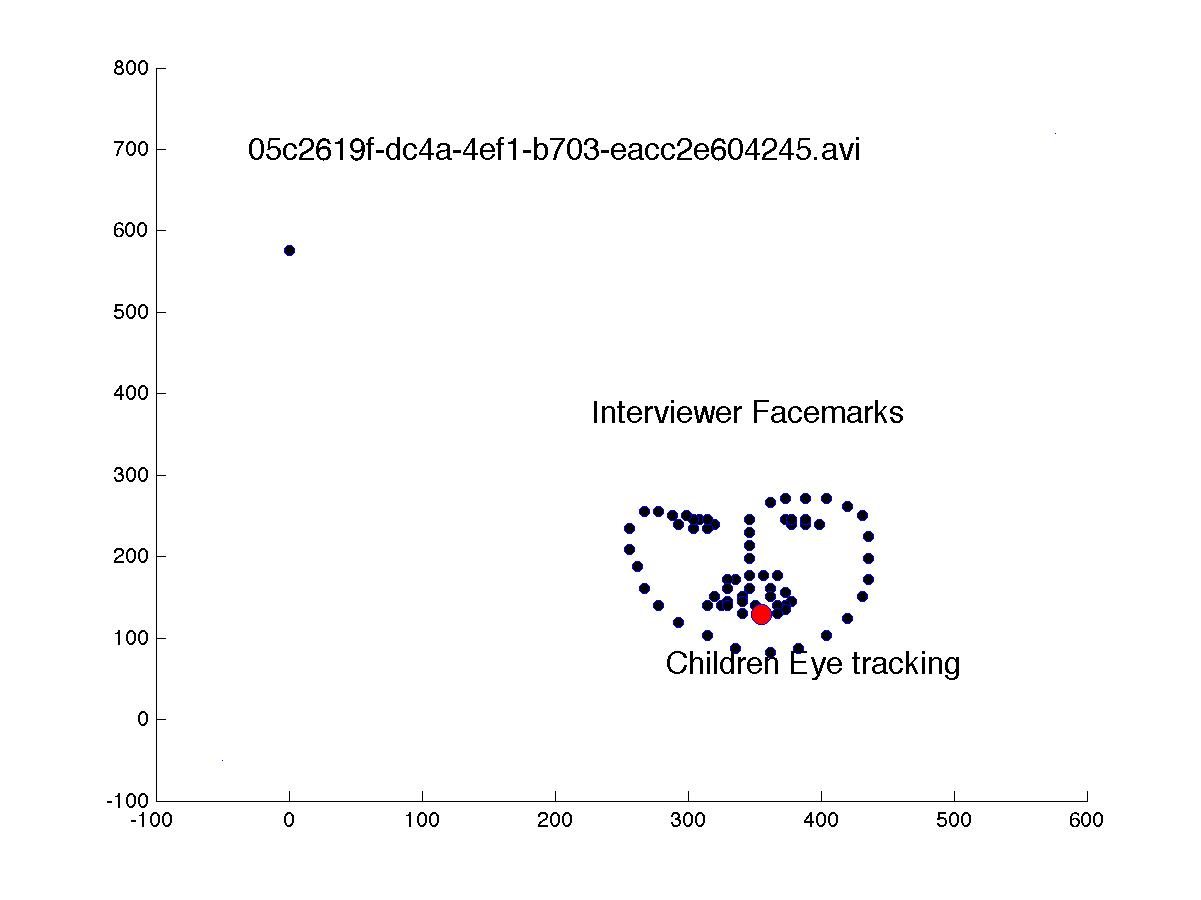 800
700
05c2619f-dc4a-4ef1-b703-eacc2e604245.avi
600
500
400
Interviewer Facemarks
300
200
100
Children Eye tracking
0
-100
-100 0 100 200 300 400 500 600